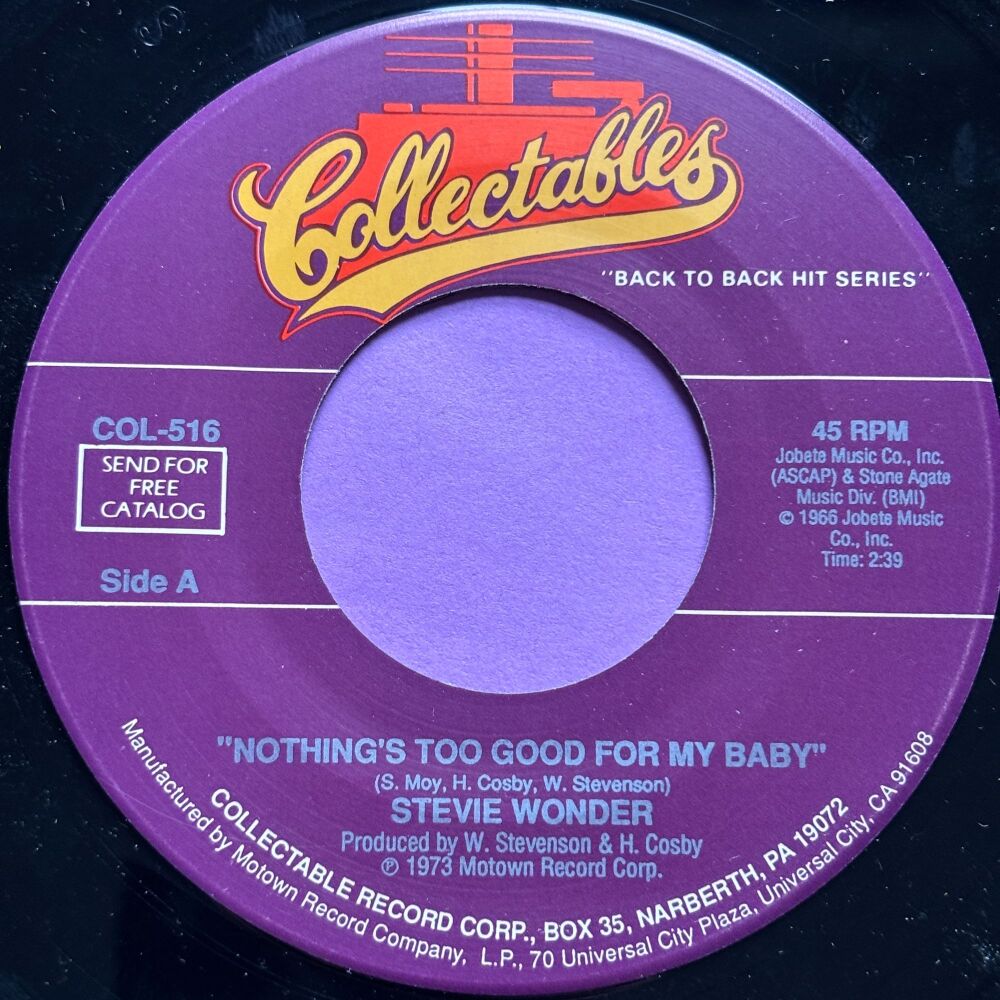 Collectables
"BACK TO BACK HIT SERIES"
COL-516
SEND FOR
FREE
CATALOG
Side A
45 RPM
Jobete Music Co., Inc.
(ASCAP) & Stone Agate
Music Div. (BMI)
© 1966 Jobete Music
Co., Inc.
Time: 2:39
"NOTHING'S TOO GOOD FOR MY BABY"
(S. Moy, H. Cosby, W. Stevenson)
STEVIE WONDER
Produced by W. Stevenson & H. Cosby
℗ 1973 Motown Record Corp.
COLLECTABLE RECORD CORP., BOX 35, NARBERTH, PA 19072
Manufactured by Motown Record Company, L.P., 70 Universal City Plaza, Universal City, CA 91608